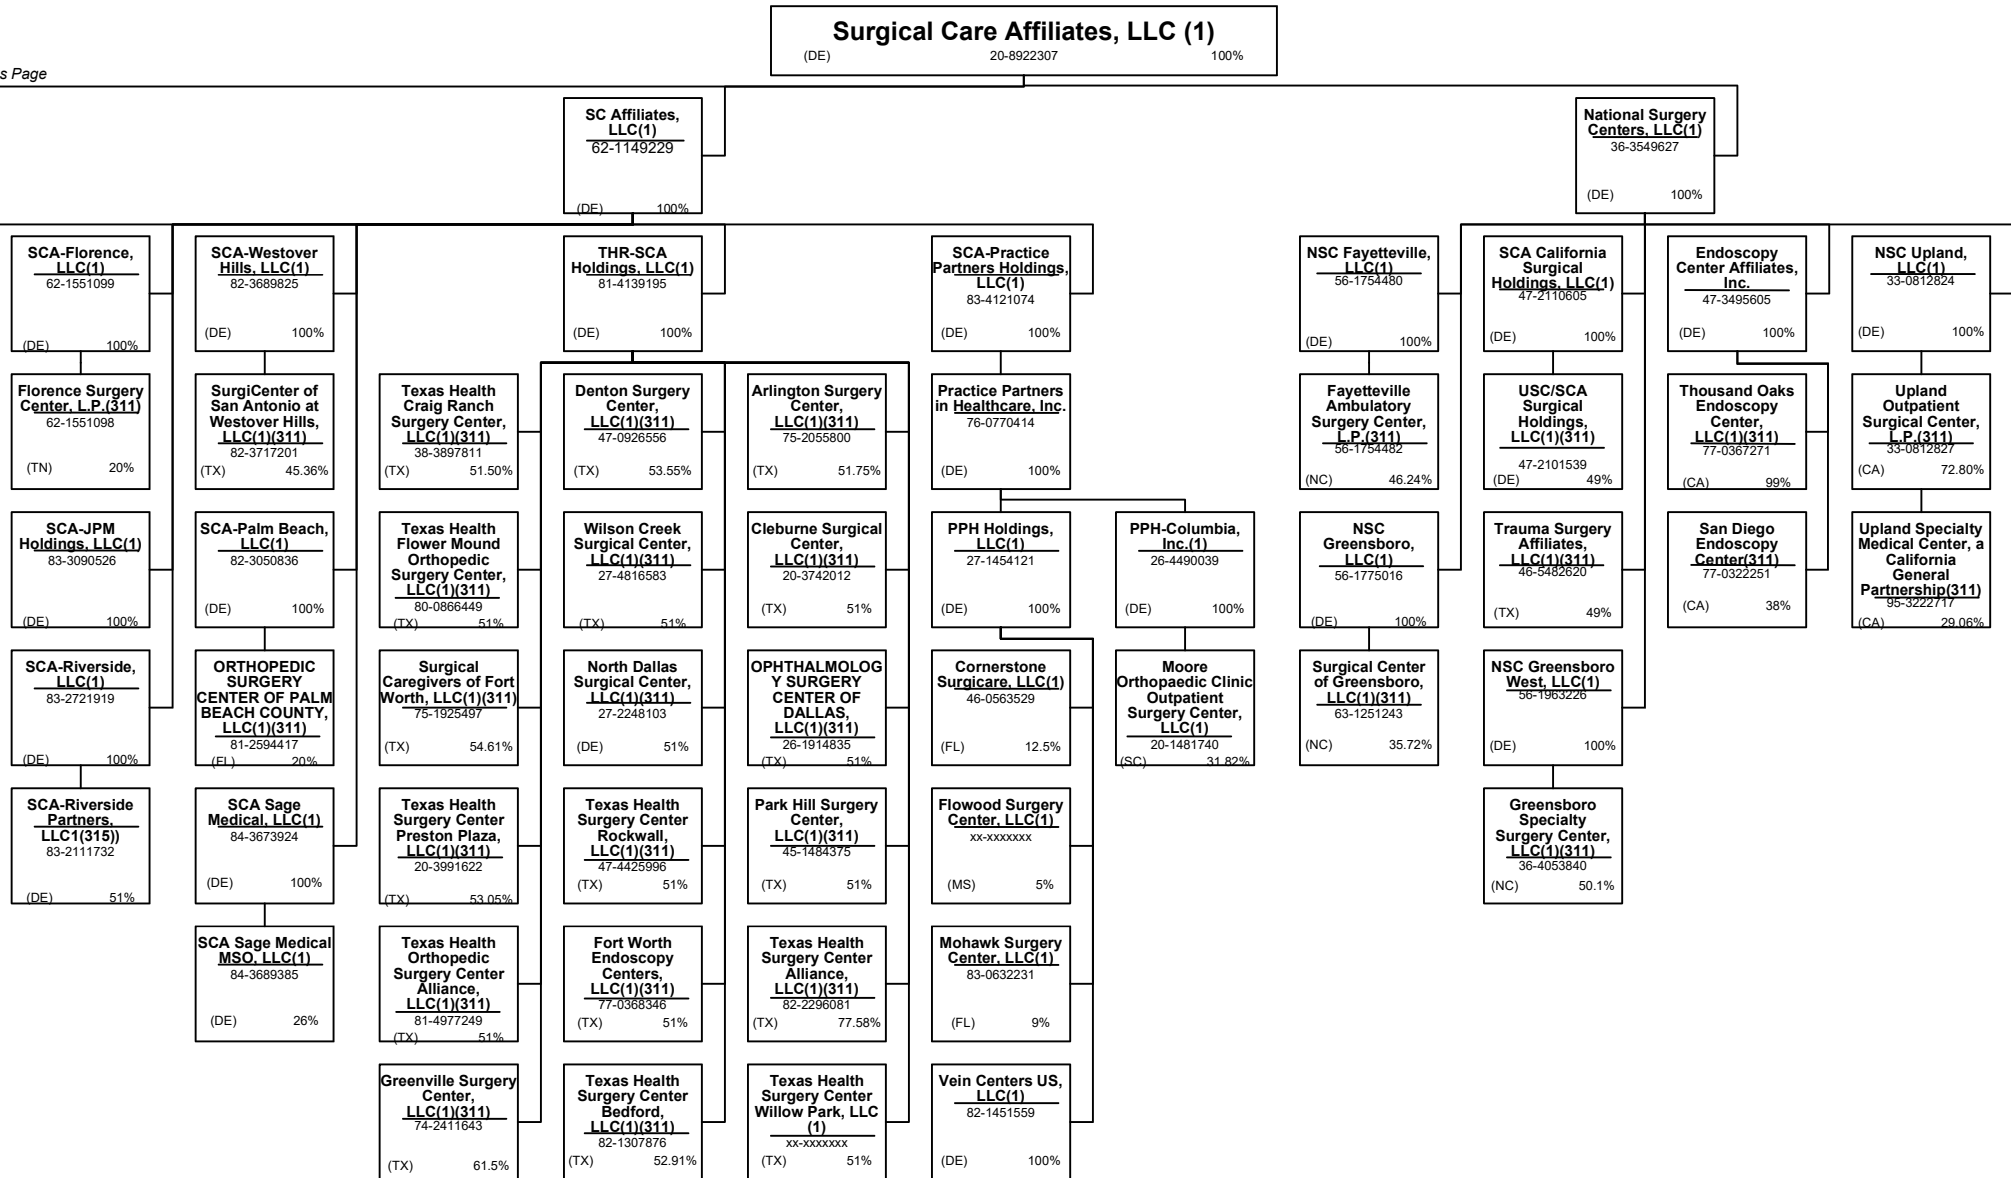 Surgical Care Affiliates, LLC (1)
(DE) 20-8922307 100%
s Page
SC Affiliates,
LLC(1)
62-1149229
(DE) 100%
National Surgery
Centers, LLC(1)
36-3549627
(DE) 100%
SCA-Florence,
LLC(1)
62-1551099
(DE) 100%
SCA-Westover
Hills, LLC(1)
82-3689825
(DE) 100%
THR-SCA
Holdings, LLC(1)
81-4139195
(DE) 100%
SCA-Practice
Partners Holdings,
LLC(1)
83-4121074
(DE) 100%
NSC Fayetteville,
LLC(1)
56-1754480
(DE) 100%
SCA California
Surgical
Holdings, LLC(1)
47-2110605
(DE) 100%
Endoscopy
Center Affiliates,
Inc.
47-3495605
(DE) 100%
NSC Upland,
LLC(1)
33-0812824
(DE) 100%
Florence Surgery
Center, L.P.(311)
62-1551098
(TN) 20%
SurgiCenter of
San Antonio at
Westover Hills,
LLC(1)(311)
82-3717201
(TX) 45.36%
Texas Health
Craig Ranch
Surgery Center,
LLC(1)(311)
38-3897811
(TX) 51.50%
Denton Surgery
Center,
LLC(1)(311)
47-0926556
(TX) 53.55%
Arlington Surgery
Center,
LLC(1)(311)
75-2055800
(TX) 51.75%
Practice Partners
in Healthcare, Inc.
76-0770414
(DE) 100%
Fayetteville
Ambulatory
Surgery Center,
L.P.(311)
56-1754482
(NC) 46.24%
USC/SCA
Surgical
Holdings,
LLC(1)(311)
47-2101539
(DE) 49%
Thousand Oaks
Endoscopy
Center,
LLC(1)(311)
77-0367271
(CA) 99%
Upland
Outpatient
Surgical Center,
L.P.(311)
33-0812827
(CA) 72.80%
SCA-JPM
Holdings, LLC(1)
83-3090526
(DE) 100%
SCA-Palm Beach,
LLC(1)
82-3050836
(DE) 100%
Texas Health
Flower Mound
Orthopedic
Surgery Center,
LLC(1)(311)
80-0866449
(TX) 51%
Wilson Creek
Surgical Center,
LLC(1)(311)
27-4816583
(TX) 51%
Cleburne Surgical
Center,
LLC(1)(311)
20-3742012
(TX) 51%
PPH Holdings,
LLC(1)
27-1454121
(DE) 100%
PPH-Columbia,
Inc.(1)
26-4490039
(DE) 100%
NSC
Greensboro,
LLC(1)
56-1775016
(DE) 100%
Trauma Surgery
Affiliates,
LLC(1)(311)
46-5482620
(TX) 49%
San Diego
Endoscopy
Center(311)
77-0322251
(CA) 38%
Upland Specialty
Medical Center, a
California
General
Partnership(311)
95-3222717
(CA) 29.06%
SCA-Riverside,
LLC(1)
83-2721919
(DE) 100%
ORTHOPEDIC
SURGERY
CENTER OF PALM
BEACH COUNTY,
LLC(1)(311)
81-2594417
(FL) 20%
Surgical
Caregivers of Fort
Worth, LLC(1)(311)
75-1925497
(TX) 54.61%
North Dallas
Surgical Center,
LLC(1)(311)
27-2248103
(DE) 51%
OPHTHALMOLOG
Y SURGERY
CENTER OF
DALLAS,
LLC(1)(311)
26-1914835
(TX) 51%
Cornerstone
Surgicare, LLC(1)
46-0563529
(FL) 12.5%
Moore
Orthopaedic Clinic
Outpatient
Surgery Center,
LLC(1)
20-1481740
(SC) 31.82%
Surgical Center
of Greensboro,
LLC(1)(311)
63-1251243
(NC) 35.72%
NSC Greensboro
West, LLC(1)
56-1963226
(DE) 100%
SCA-Riverside
Partners,
LLC1(315))
83-2111732
(DE) 51%
SCA Sage
Medical, LLC(1)
84-3673924
(DE) 100%
Texas Health
Surgery Center
Preston Plaza,
LLC(1)(311)
20-3991622
(TX) 53.05%
Texas Health
Surgery Center
Rockwall,
LLC(1)(311)
47-4425996
(TX) 51%
Park Hill Surgery
Center,
LLC(1)(311)
45-1484375
(TX) 51%
Flowood Surgery
Center, LLC(1)
xx-xxxxxxx
(MS) 5%
Greensboro
Specialty
Surgery Center,
LLC(1)(311)
36-4053840
(NC) 50.1%
SCA Sage Medical
MSO, LLC(1)
84-3689385
(DE) 26%
Texas Health
Orthopedic
Surgery Center
Alliance,
LLC(1)(311)
81-4977249
(TX) 51%
Fort Worth
Endoscopy
Centers,
LLC(1)(311)
77-0368346
(TX) 51%
Texas Health
Surgery Center
Alliance,
LLC(1)(311)
82-2296081
(TX) 77.58%
Mohawk Surgery
Center, LLC(1)
83-0632231
(FL) 9%
Greenville Surgery
Center,
LLC(1)(311)
74-2411643
(TX) 61.5%
Texas Health
Surgery Center
Bedford,
LLC(1)(311)
82-1307876
(TX) 52.91%
Texas Health
Surgery Center
Willow Park, LLC
(1)
xx-xxxxxxx
(TX) 51%
Vein Centers US,
LLC(1)
82-1451559
(DE) 100%